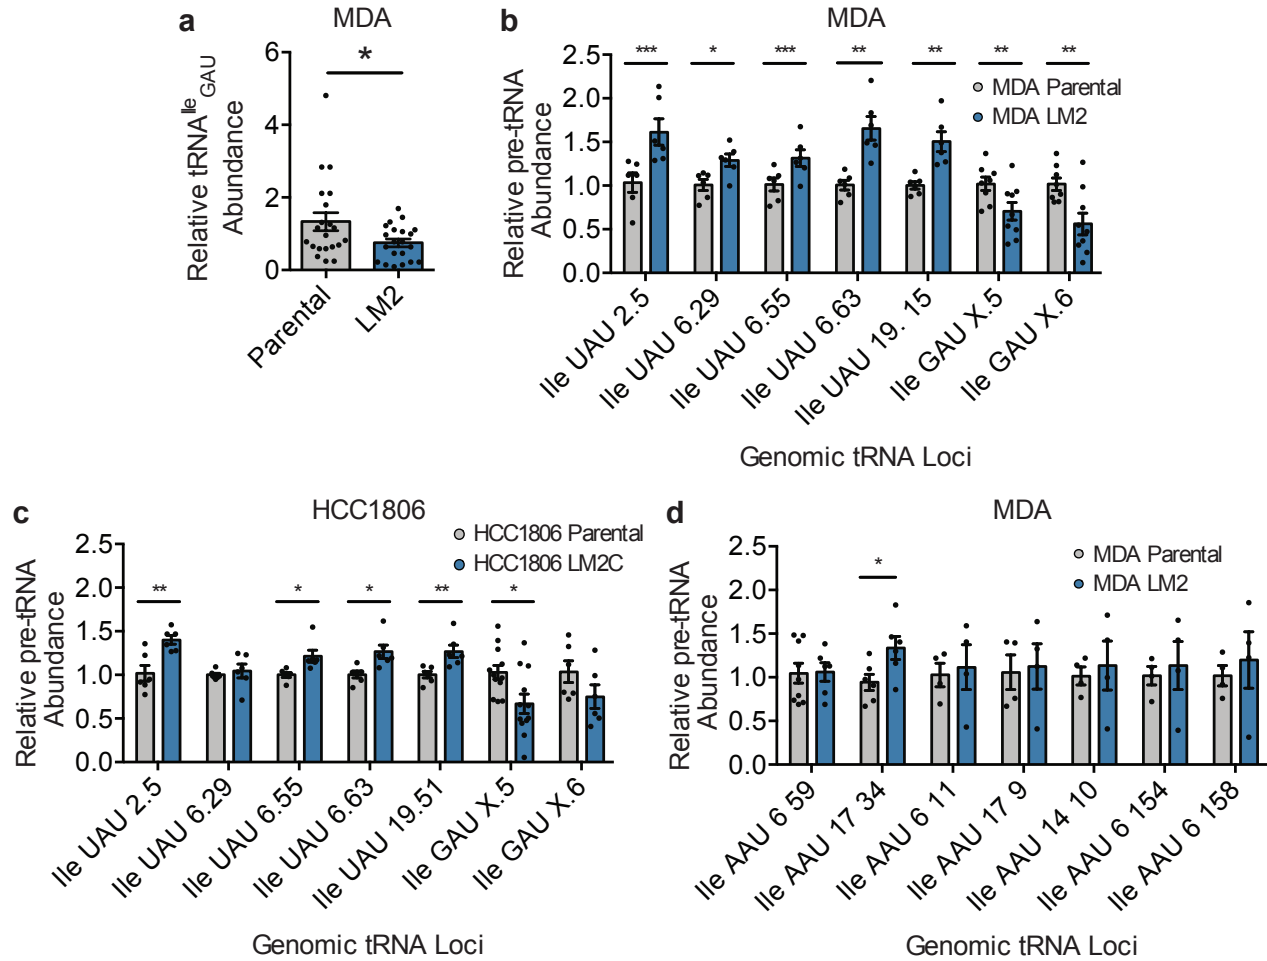 a
MDA
*
Relative tRNA^Ile_GAU
Abundance
6
4
2
0
Parental
LM2
b
MDA
*** * *** ** ** ** **
MDA Parental
MDA LM2
Relative pre-tRNA
Abundance
2.5
2.0
1.5
1.0
0.5
0.0
Ile UAU 2.5
Ile UAU 6.29
Ile UAU 6.55
Ile UAU 6.63
Ile UAU 19. 15
Ile GAU X.5
Ile GAU X.6
Genomic tRNA Loci
c
HCC1806
HCC1806 Parental
HCC1806 LM2C
** * * ** *
Relative pre-tRNA
Abundance
2.5
2.0
1.5
1.0
0.5
0.0
Ile UAU 2.5
Ile UAU 6.29
Ile UAU 6.55
Ile UAU 6.63
Ile UAU 19.51
Ile GAU X.5
Ile GAU X.6
Genomic tRNA Loci
d
MDA
MDA Parental
MDA LM2
*
Relative pre-tRNA
Abundance
2.5
2.0
1.5
1.0
0.5
0.0
Ile AAU 6 59
Ile AAU 17 34
Ile AAU 6 11
Ile AAU 17 9
Ile AAU 14 10
Ile AAU 6 154
Ile AAU 6 158
Genomic tRNA Loci